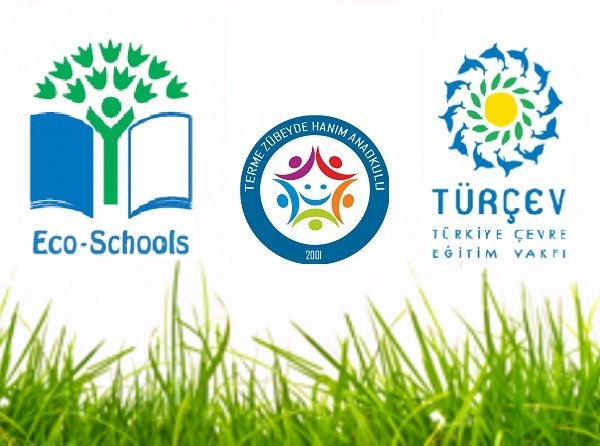 Eco-Schools
TERME ZÜBEYDE HANIM ANAOKULU
2001
TÜRÇEV
TÜRKİYE ÇEVRE
EĞİTİM VAKFI